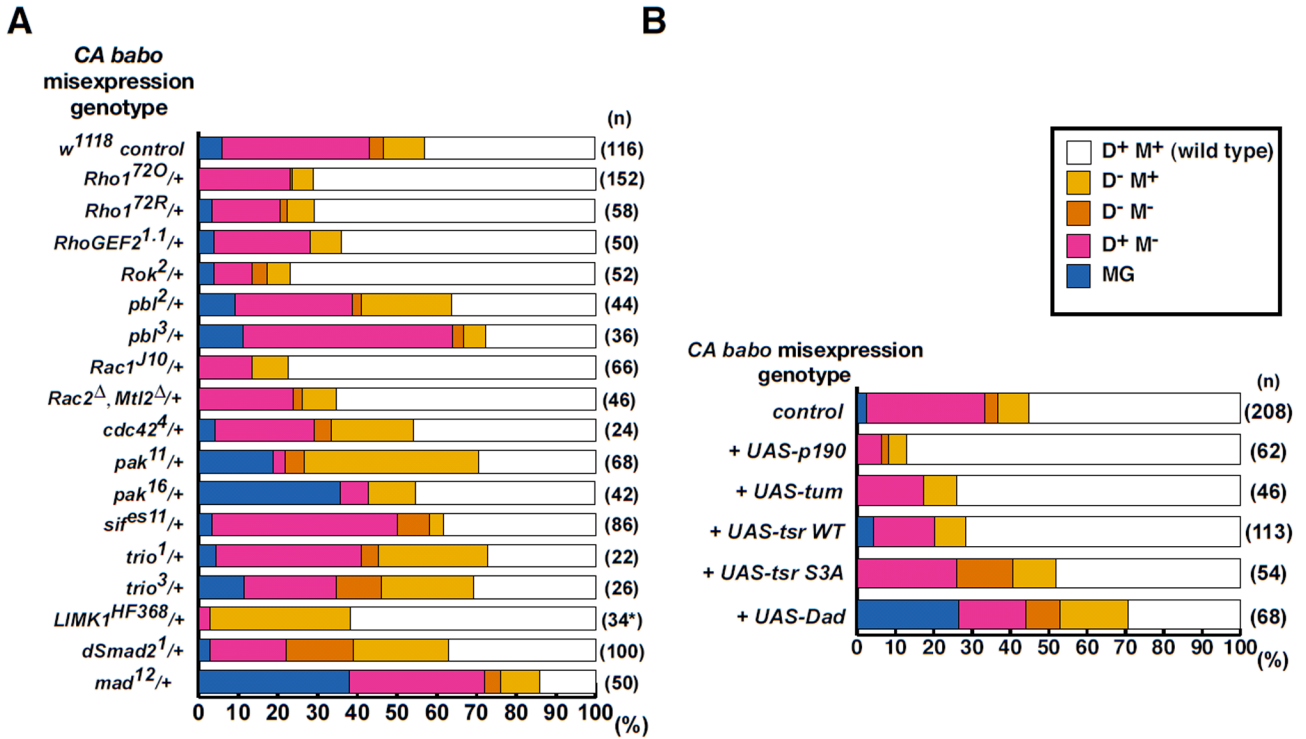 A
CA babo
misexpression
genotype
(n)
w1118 control (116)
Rho172O/+ (152)
Rho172R/+ (58)
RhoGEF21.1/+ (50)
Rok2/+ (52)
pbl2/+ (44)
pbl3/+ (36)
Rac1J10/+ (66)
Rac2Δ, Mtl2Δ/+ (46)
cdc424/+ (24)
pak11/+ (68)
pak16/+ (42)
sifes11/+ (86)
trio1/+ (22)
trio3/+ (26)
LIMK1HF368/+ (34*)
dSmad21/+ (100)
mad12/+ (50)
0 10 20 30 40 50 60 70 80 90 100 (%)
B
D+ M+ (wild type)
D- M+
D- M-
D+ M-
MG
CA babo misexpression
genotype
(n)
control (208)
+ UAS-p190 (62)
+ UAS-tum (46)
+ UAS-tsr WT (113)
+ UAS-tsr S3A (54)
+ UAS-Dad (68)
0 10 20 30 40 50 60 70 80 90 100 (%)